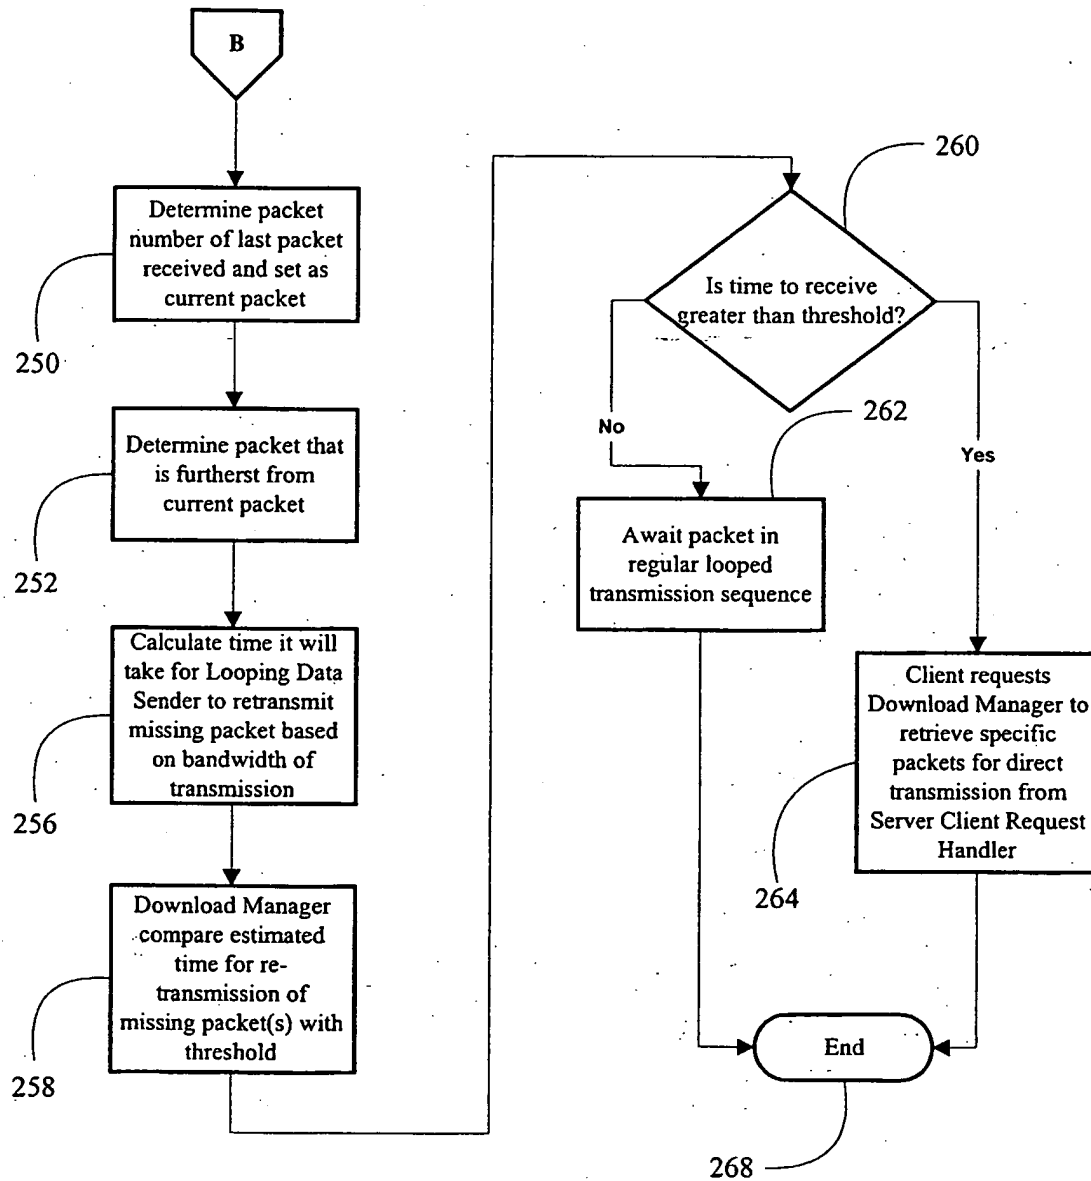 B
Determine packet
number of last packet
received and set as
current packet
250
Determine packet that
is furtherst from
current packet
252
Calculate time it will
take for Looping Data
Sender to retransmit
missing packet based
on bandwidth of
transmission
256
Download Manager
compare estimated
time for re-
transmission of
missing packet(s) with
threshold
258
260
Is time to receive
greater than threshold?
No
Yes
262
Await packet in
regular looped
transmission sequence
Client requests
Download Manager to
retrieve specific
packets for direct
transmission from
Server Client Request
Handler
264
End
268